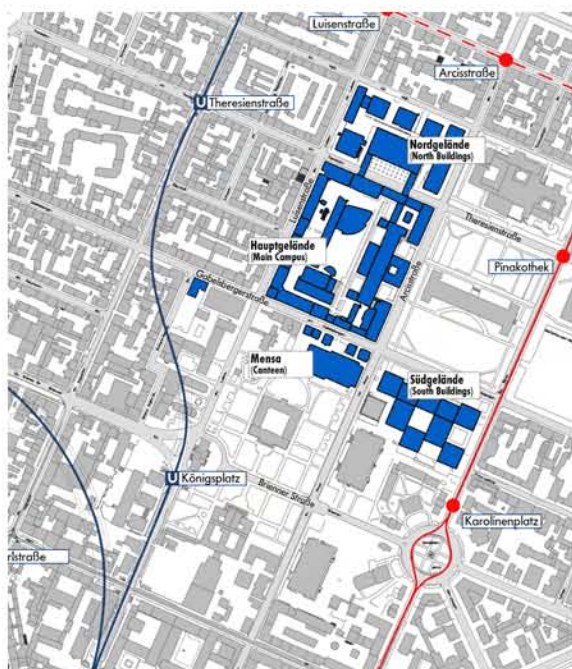 Luisenstraße
Arcisstraße
U Theresienstraße
Nordgelände
(North Buildings)
Luisenstraße
Theresienstraße
Hauptgelände
(Main Campus)
Pinakothek
Arcisstraße
Gabelsbergerstraße
Mensa
(Canteen)
Südgelände
(South Buildings)
U Königsplatz
Brienner Straße
Karolinenplatz
rlstraße